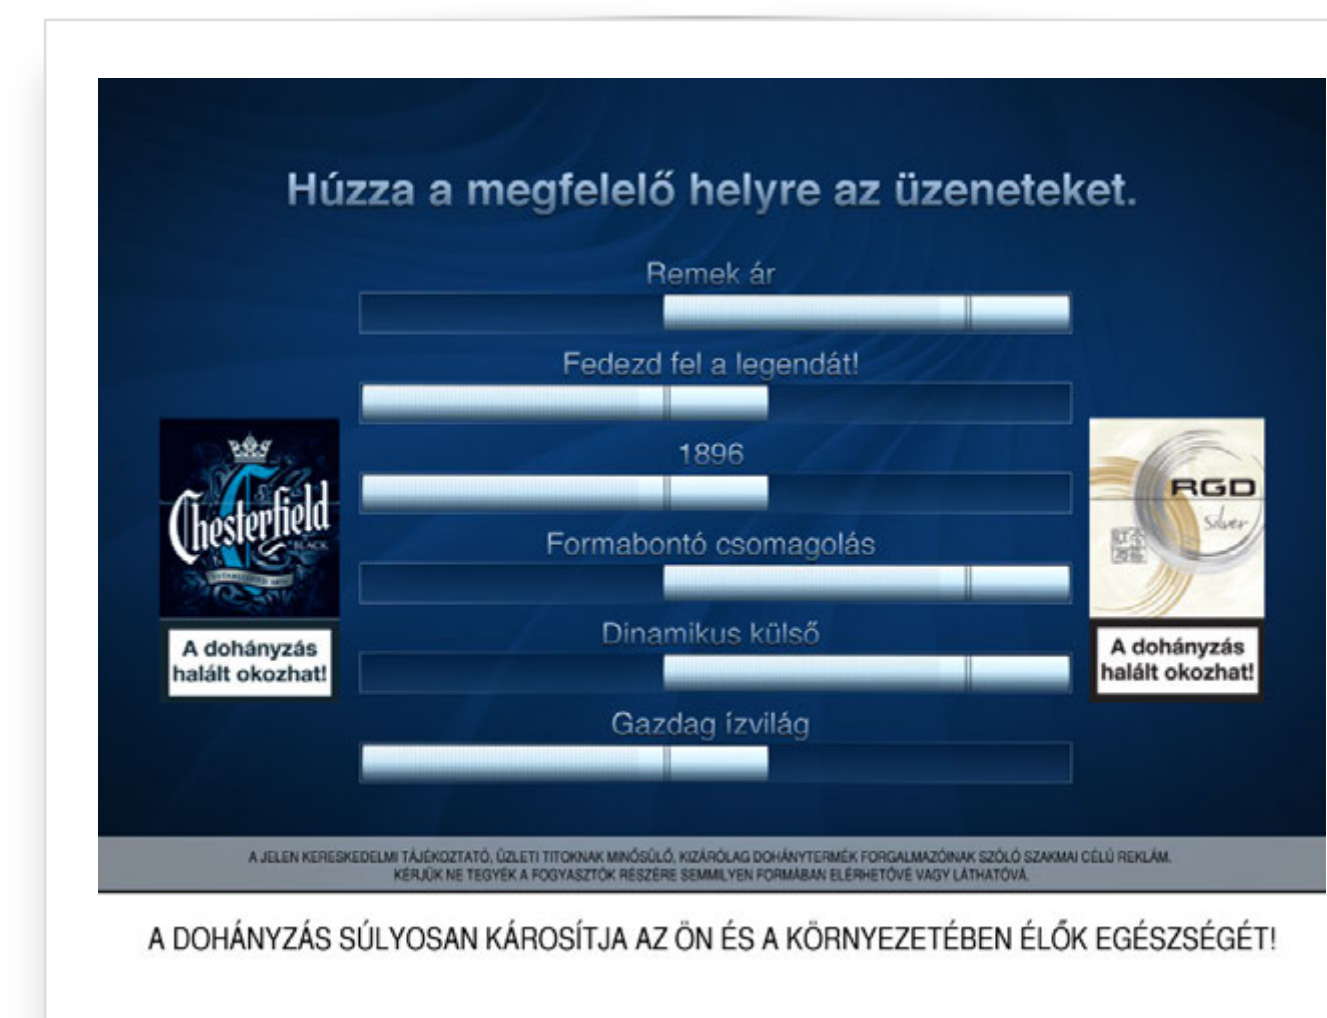 Húzza a megfelelő helyre az üzeneteket.
Remek ár
Fedezd fel a legendát!
1896
Formabontó csomagolás
Dinamikus külső
Gazdag ízvilág
Chesterfield
BLACK
A dohányzás
halált okozhat!
RGD
Silver
A dohányzás
halált okozhat!
A JELEN KERESKEDELMI TÁJÉKOZTATÓ, ÜZLETI TITOKNAK MINŐSÜLŐ, KIZÁRÓLAG DOHÁNYTERMÉK FORGALMAZÓINAK SZÓLÓ SZAKMAI CÉLÚ REKLÁM.
KÉRJÜK NE TEGYÉK A FOGYASZTÓK RÉSZÉRE SEMMILYEN FORMÁBAN ELÉRHETŐVÉ VAGY LÁTHATÓVÁ.
A DOHÁNYZÁS SÚLYOSAN KÁROSÍTJA AZ ÖN ÉS A KÖRNYEZETÉBEN ÉLŐK EGÉSZSÉGÉT!